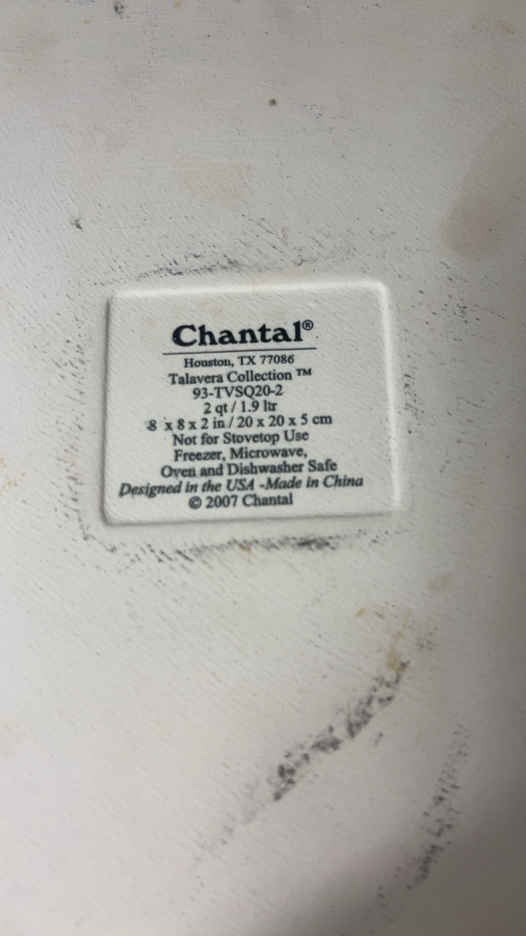 Chantal®
Houston, TX 77086
Talavera Collection ™
93-TVSQ20-2
2 qt / 1.9 ltr
8 x 8 x 2 in / 20 x 20 x 5 cm
Not for Stovetop Use
Freezer, Microwave,
Oven and Dishwasher Safe
Designed in the USA -Made in China
© 2007 Chantal